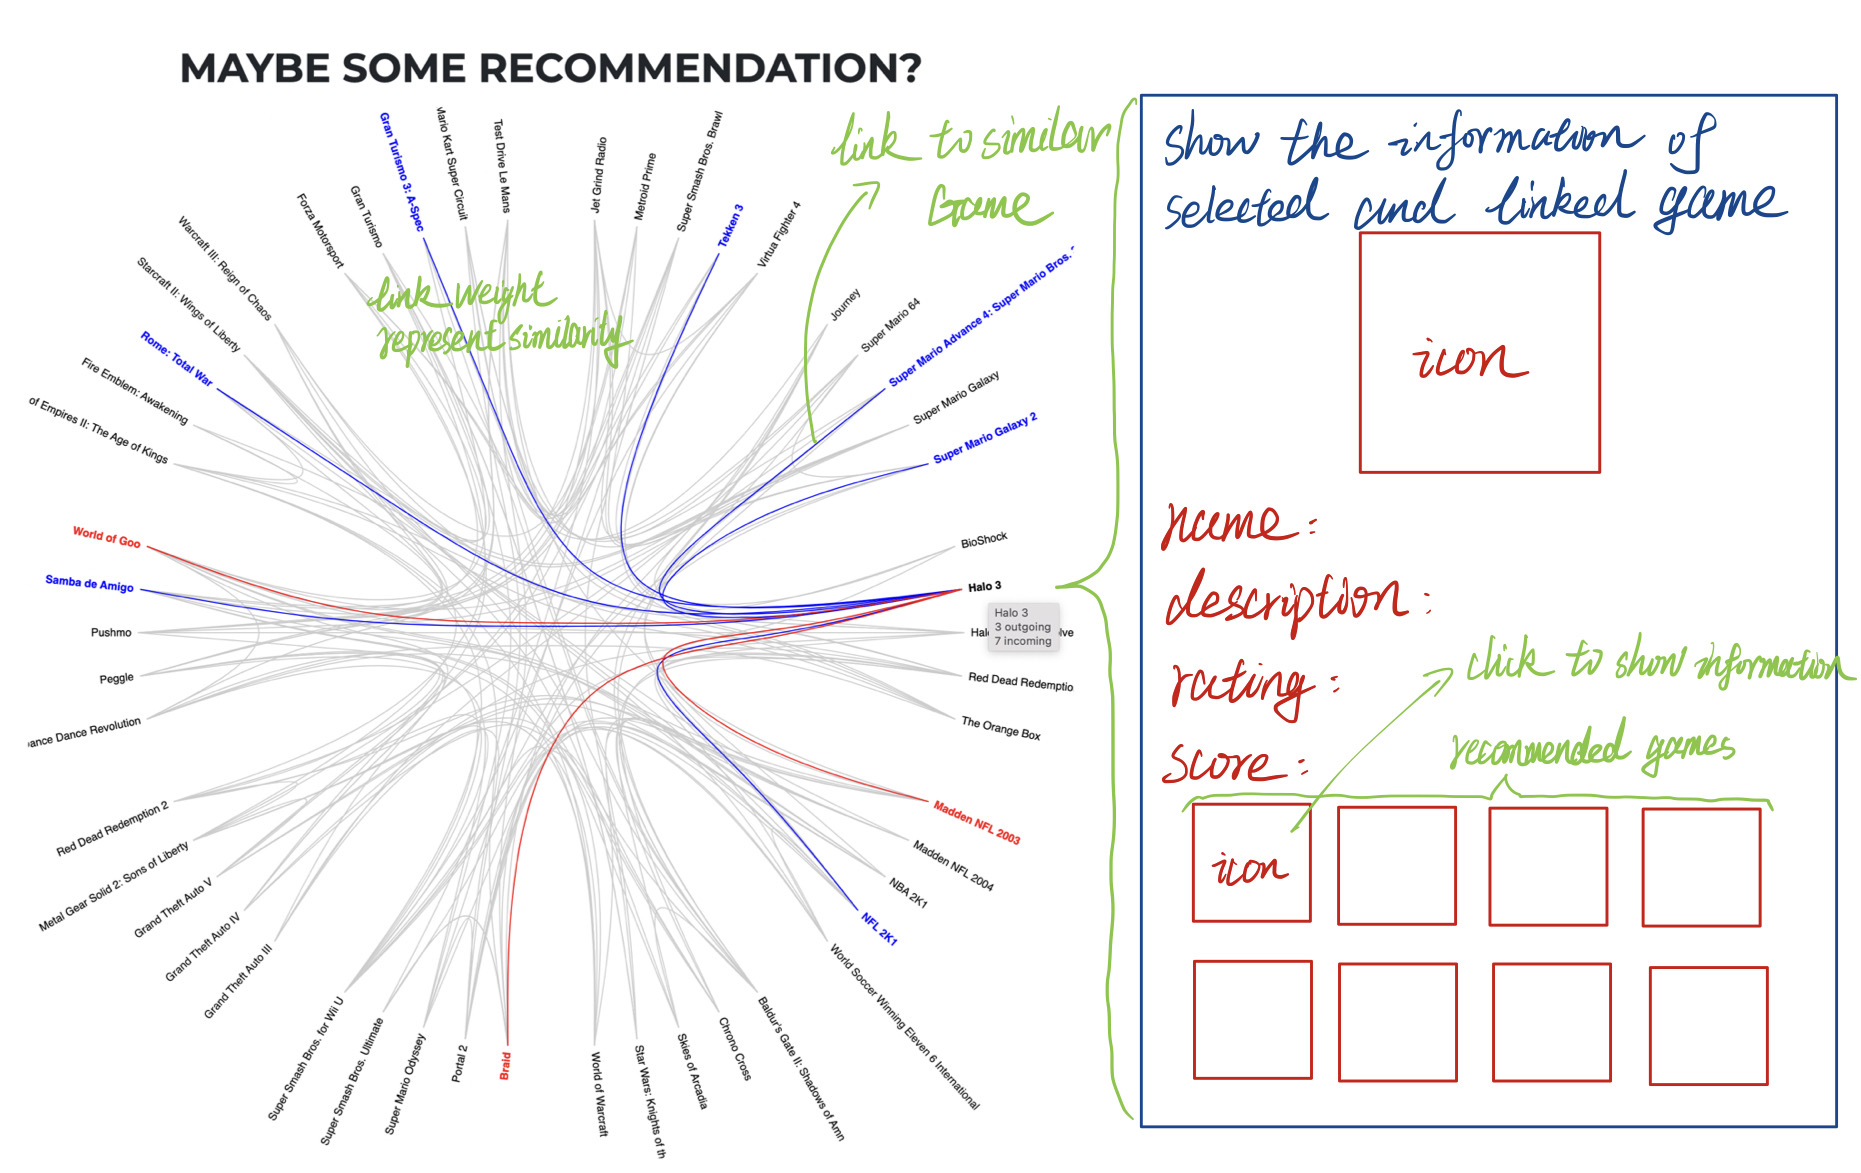 MAYBE SOME RECOMMENDATION?
Gran Turismo 3: A-Spec
Mario Kart Super Circuit
Test Drive Le Mans
Jet Grind Radio
Metroid Prime
Super Smash Bros. Brawl
Tekken 3
Virtua Fighter 4
Journey
Super Mario 64
Super Mario Advance 4: Super Mario Bros.
Super Mario Galaxy
Super Mario Galaxy 2
BioShock
Halo 3
Halo 3
3 outgoing
7 incoming
Red Dead Redemptio
The Orange Box
Madden NFL 2003
Madden NFL 2004
NBA 2K1
NFL 2K1
World Soccer Winning Eleven 6 International
Baldur's Gate II: Shadows of Amn
Chrono Cross
Skies of Arcadia
Star Wars: Knights of th
World of Warcraft
Braid
Portal 2
Super Mario Odyssey
Super Smash Bros. Ultimate
Super Smash Bros. for Wii U
Grand Theft Auto III
Grand Theft Auto IV
Grand Theft Auto V
Metal Gear Solid 2: Sons of Liberty
Red Dead Redemption 2
ance Dance Revolution
Peggle
Pushmo
Samba de Amigo
World of Goo
of Empires II: The Age of Kings
Fire Emblem: Awakening
Rome: Total War
Starcraft II: Wings of Liberty
Warcraft III: Reign of Chaos
Forza Motorsport
Gran Turismo
link weight
represent similarity
link to similar
Game
show the information of
selected and linked game
icon
name:
description:
rating:
score:
click to show information
recommended games
icon